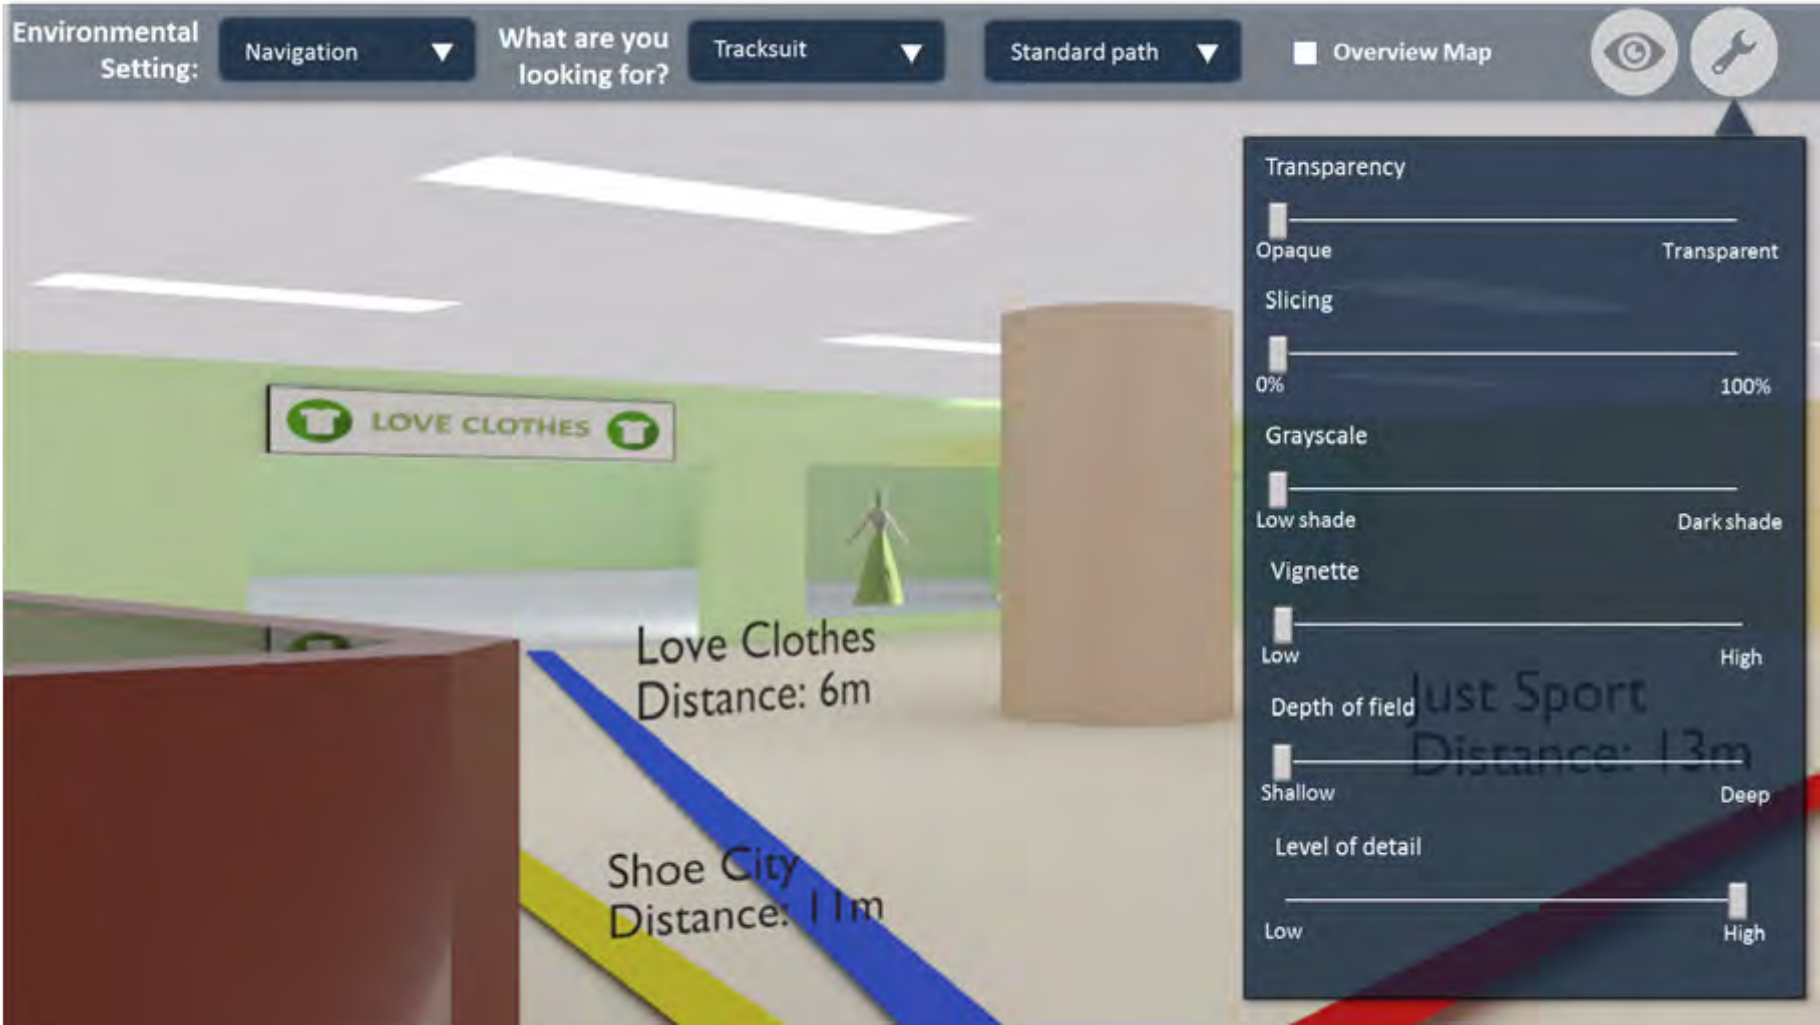 Environmental
Setting:
Navigation
What are you
looking for?
Tracksuit
Standard path
Overview Map
Transparency
Opaque
Transparent
Slicing
0%
100%
Grayscale
Low shade
Dark shade
Vignette
Low
High
Depth of field
Shallow
Deep
Level of detail
Low
High
LOVE CLOTHES
Love Clothes
Distance: 6m
Just Sport
Distance: 13m
Shoe City
Distance: 11m